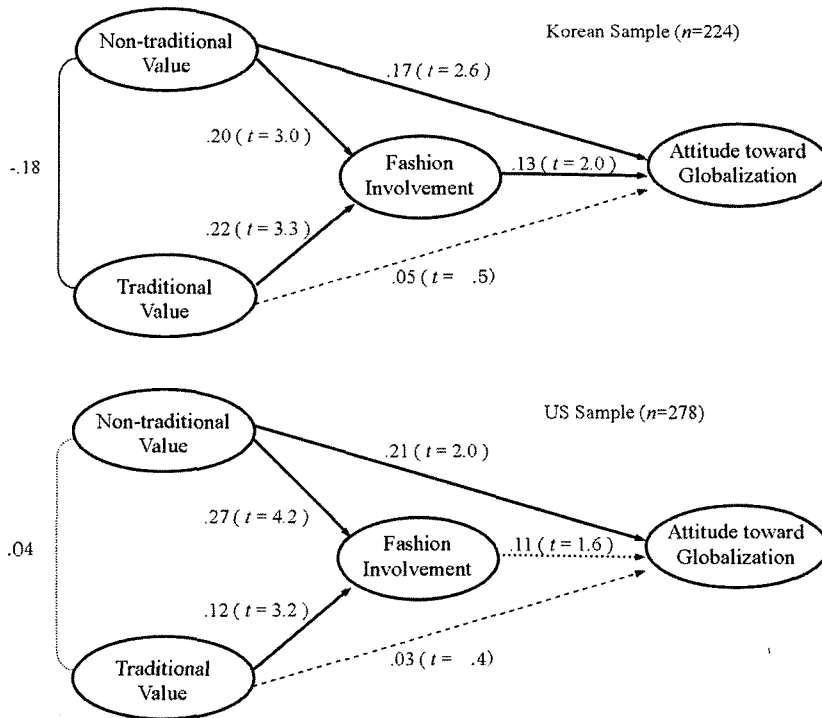 Non-traditional
Value
Korean Sample (n=224)
.17 ( t = 2.6 )
.20 ( t = 3.0 )
Fashion
Involvement
.13 ( t = 2.0 )
Attitude toward
Globalization
-.18
.22 ( t = 3.3 )
Traditional
Value
.05 ( t = .5)
Non-traditional
Value
US Sample (n=278)
.21 ( t = 2.0 )
.27 ( t = 4.2 )
Fashion
Involvement
.11 ( t = 1.6 )
Attitude toward
Globalization
.04
.12 ( t = 3.2 )
Traditional
Value
.03 ( t = .4)